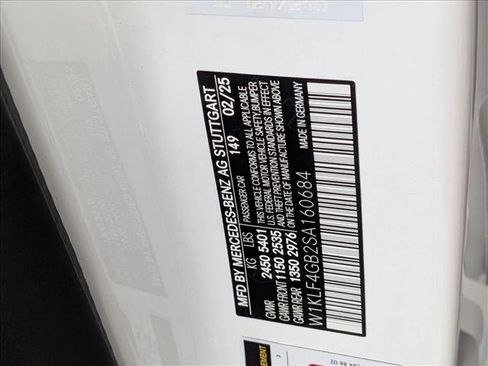 MFD BY MERCEDES-BENZ AG STUTTGART
149 02/25
PASSENGER CAR
KG LBS
GVWR 2450 5401
GAWR FRONT 1150 2535
GAWR REAR 1350 2976
THIS VEHICLE CONFORMS TO ALL APPLICABLE
U.S. FEDERAL MOTOR VEHICLE SAFETY, BUMPER
AND THEFT PREVENTION STANDARDS IN EFFECT
ON THE DATE OF MANUFACTURE SHOWN ABOVE
MADE IN GERMANY
W1KLF4GB2SA160684